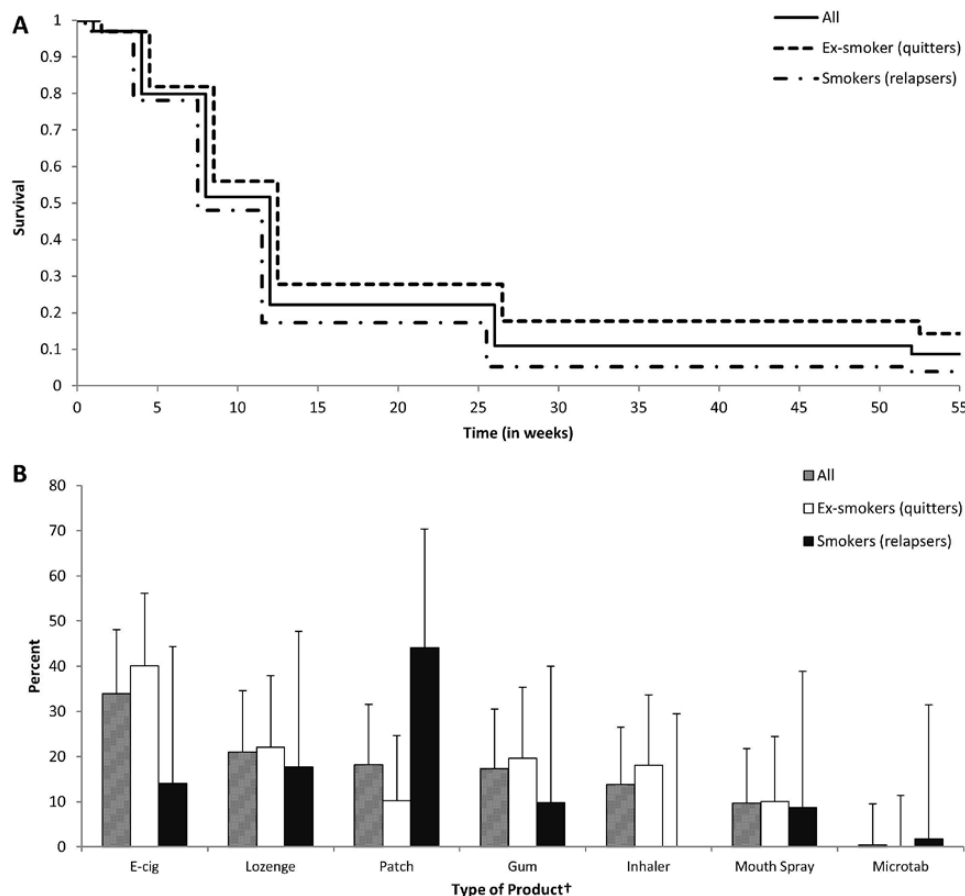 A
All
Ex-smoker (quitters)
Smokers (relapsers)
1
0.9
0.8
0.7
0.6
0.5
0.4
0.3
0.2
0.1
0
Survival
0 5 10 15 20 25 30 35 40 45 50 55
Time (in weeks)
B
All
Ex-smokers (quitters)
Smokers (relapsers)
80
70
60
50
40
30
20
10
0
Percent
E-cig Lozenge Patch Gum Inhaler Mouth Spray Microtab
Type of Product†